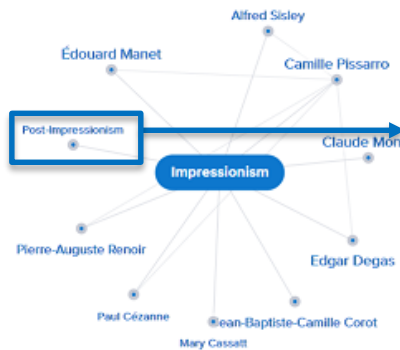 Alfred Sisley
Édouard Manet
Camille Pissarro
Post-Impressionism
Claude Mon
Impressionism
Pierre-Auguste Renoir
Edgar Degas
Paul Cézanne
ean-Baptiste-Camille Corot
Mary Cassatt